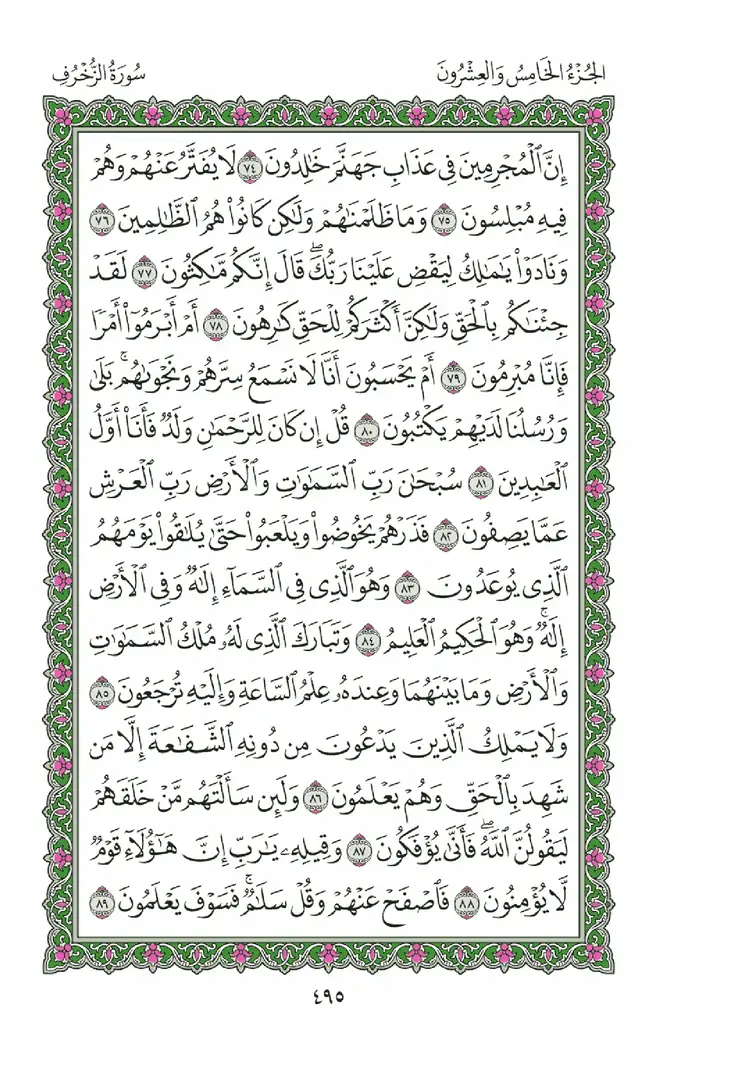 الجُزْءُ الخَامِسُ وَالعِشْرُونَ
سُورَةُ الزُّخْرُفِ
إِنَّ ٱلْمُجْرِمِينَ فِى عَذَابِ جَهَنَّمَ خَٰلِدُونَ ٧٤ لَا يُفَتَّرُ عَنْهُمْ وَهُمْ
فِيهِ مُبْلِسُونَ ٧٥ وَمَا ظَلَمْنَٰهُمْ وَلَٰكِن كَانُوا۟ هُمُ ٱلظَّٰلِمِينَ ٧٦
وَنَادَوْا۟ يَٰمَٰلِكُ لِيَقْضِ عَلَيْنَا رَبُّكَ ۖ قَالَ إِنَّكُم مَّٰكِثُونَ ٧٧ لَقَدْ
جِئْنَٰكُم بِٱلْحَقِّ وَلَٰكِنَّ أَكْثَرَكُمْ لِلْحَقِّ كَٰرِهُونَ ٧٨ أَمْ أَبْرَمُوٓا۟ أَمْرًا
فَإِنَّا مُبْرِمُونَ ٧٩ أَمْ يَحْسَبُونَ أَنَّا لَا نَسْمَعُ سِرَّهُمْ وَنَجْوَىٰهُم ۚ بَلَىٰ
وَرُسُلُنَا لَدَيْهِمْ يَكْتُبُونَ ٨٠ قُلْ إِن كَانَ لِلرَّحْمَٰنِ وَلَدٌ فَأَنَا۠ أَوَّلُ
ٱلْعَٰبِدِينَ ٨١ سُبْحَٰنَ رَبِّ ٱلسَّمَٰوَٰتِ وَٱلْأَرْضِ رَبِّ ٱلْعَرْشِ
عَمَّا يَصِفُونَ ٨٢ فَذَرْهُمْ يَخُوضُوا۟ وَيَلْعَبُوا۟ حَتَّىٰ يُلَٰقُوا۟ يَوْمَهُمُ
ٱلَّذِى يُوعَدُونَ ٨٣ وَهُوَ ٱلَّذِى فِى ٱلسَّمَآءِ إِلَٰهٌ وَفِى ٱلْأَرْضِ
إِلَٰهٌ ۚ وَهُوَ ٱلْحَكِيمُ ٱلْعَلِيمُ ٨٤ وَتَبَارَكَ ٱلَّذِى لَهُۥ مُلْكُ ٱلسَّمَٰوَٰتِ
وَٱلْأَرْضِ وَمَا بَيْنَهُمَا وَعِندَهُۥ عِلْمُ ٱلسَّاعَةِ وَإِلَيْهِ تُرْجَعُونَ ٨٥
وَلَا يَمْلِكُ ٱلَّذِينَ يَدْعُونَ مِن دُونِهِ ٱلشَّفَٰعَةَ إِلَّا مَن
شَهِدَ بِٱلْحَقِّ وَهُمْ يَعْلَمُونَ ٨٦ وَلَئِن سَأَلْتَهُم مَّنْ خَلَقَهُمْ
لَيَقُولُنَّ ٱللَّهُ ۖ فَأَنَّىٰ يُؤْفَكُونَ ٨٧ وَقِيلِهِۦ يَٰرَبِّ إِنَّ هَٰٓؤُلَآءِ قَوْمٌ
لَّا يُؤْمِنُونَ ٨٨ فَٱصْفَحْ عَنْهُمْ وَقُلْ سَلَٰمٌ ۚ فَسَوْفَ يَعْلَمُونَ ٨٩
٤٩٥